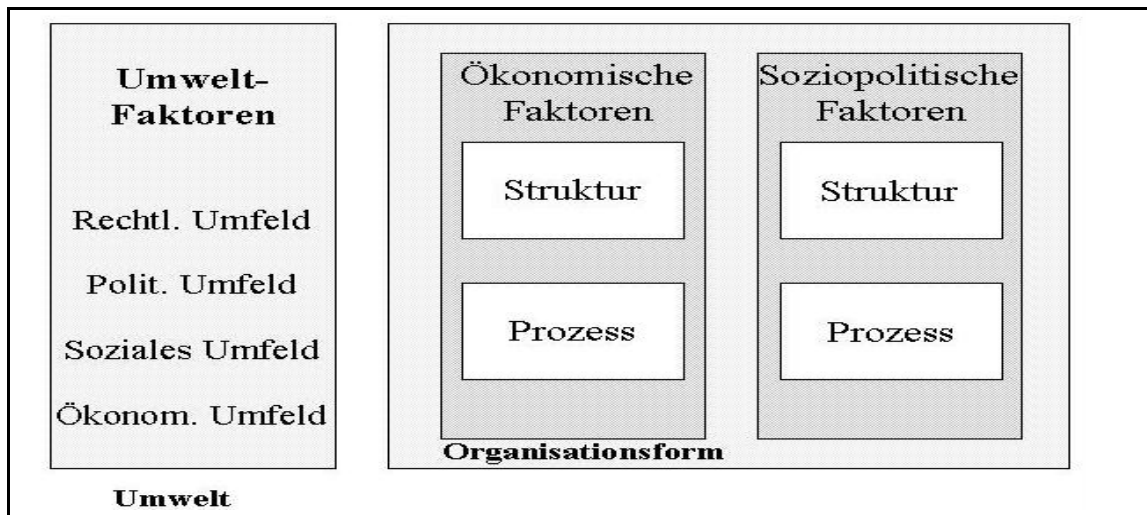 Umwelt-
Faktoren
Rechtl. Umfeld
Polit. Umfeld
Soziales Umfeld
Ökonom. Umfeld
Umwelt
Ökonomische
Faktoren
Struktur
Prozess
Soziopolitische
Faktoren
Struktur
Prozess
Organisationsform